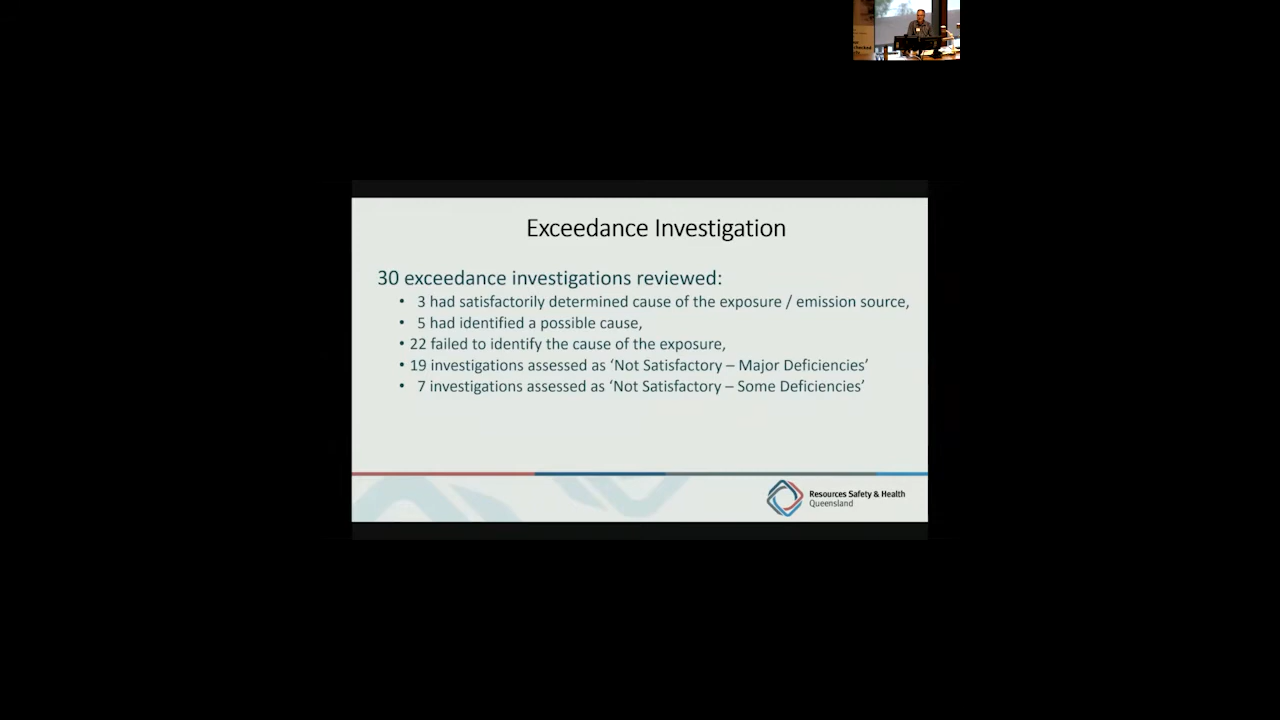 Exceedance Investigation
30 exceedance investigations reviewed:
• 3 had satisfactorily determined cause of the exposure / emission source,
• 5 had identified a possible cause,
• 22 failed to identify the cause of the exposure,
• 19 investigations assessed as ‘Not Satisfactory – Major Deficiencies’
• 7 investigations assessed as ‘Not Satisfactory – Some Deficiencies’
Resources Safety & Health
Queensland